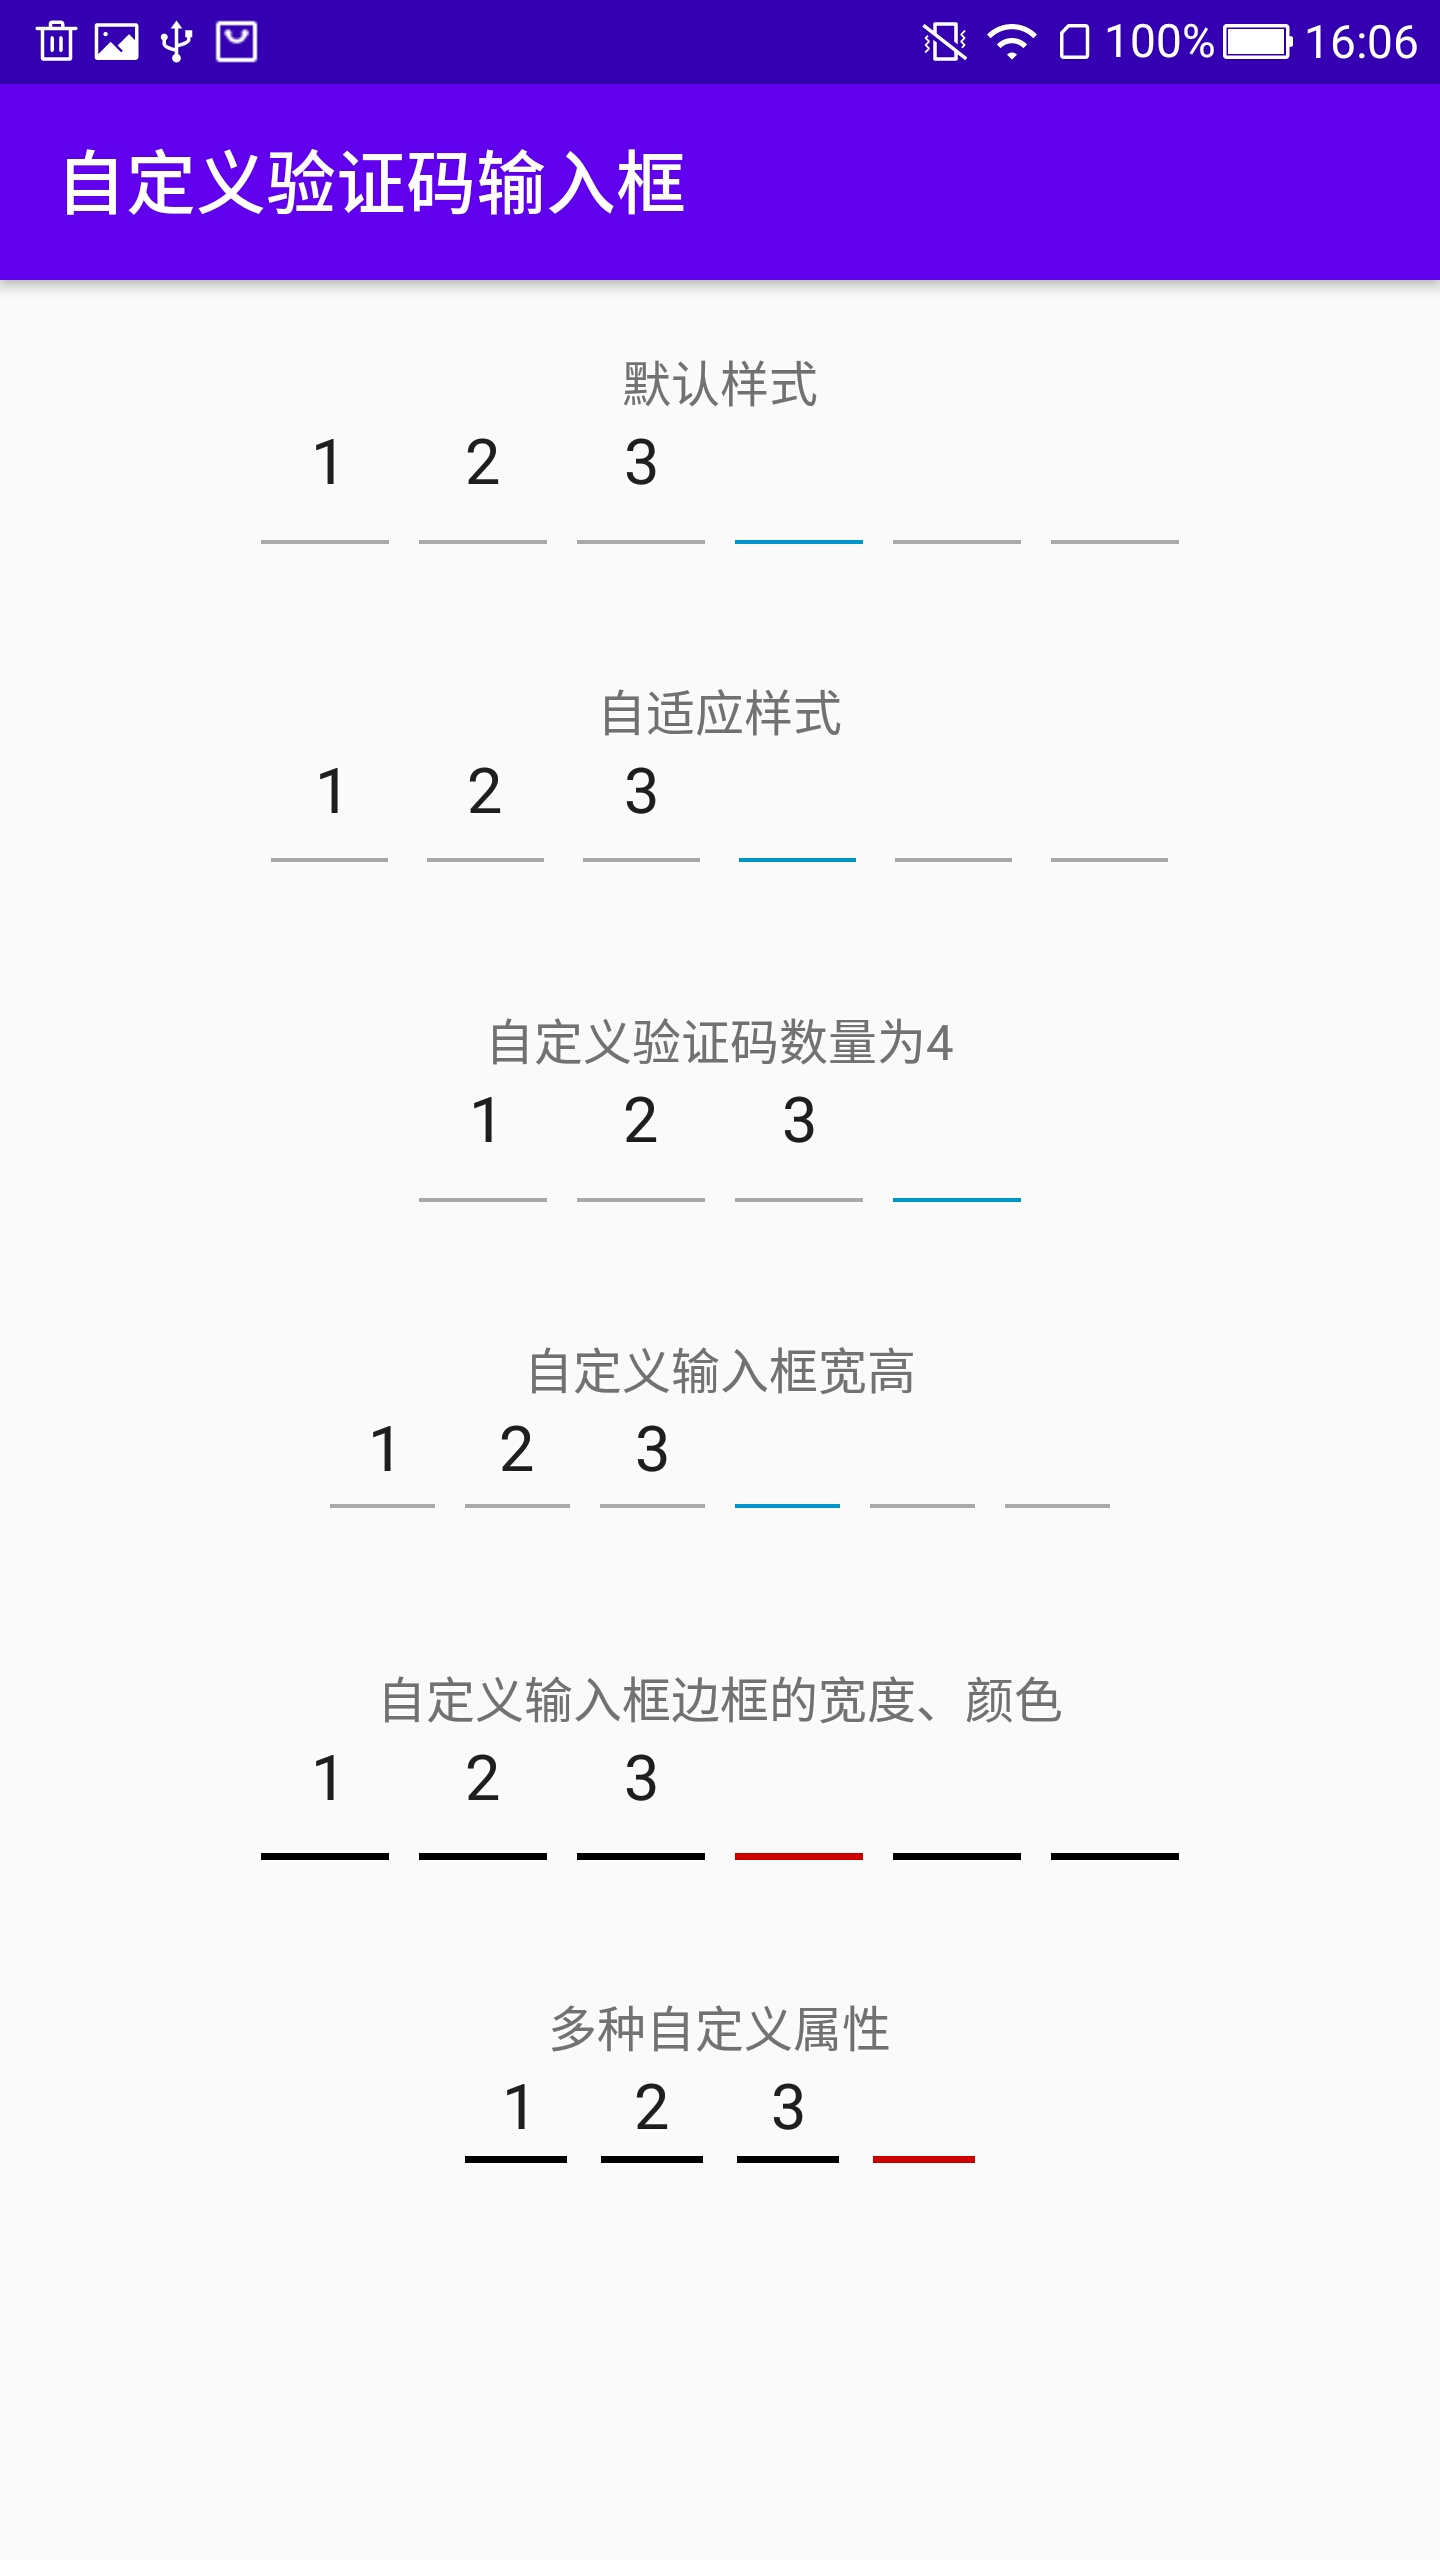 100% 16:06
自定义验证码输入框
默认样式
1 2 3
自适应样式
1 2 3
自定义验证码数量为4
1 2 3
自定义输入框宽高
1 2 3
自定义输入框边框的宽度、颜色
1 2 3
多种自定义属性
1 2 3